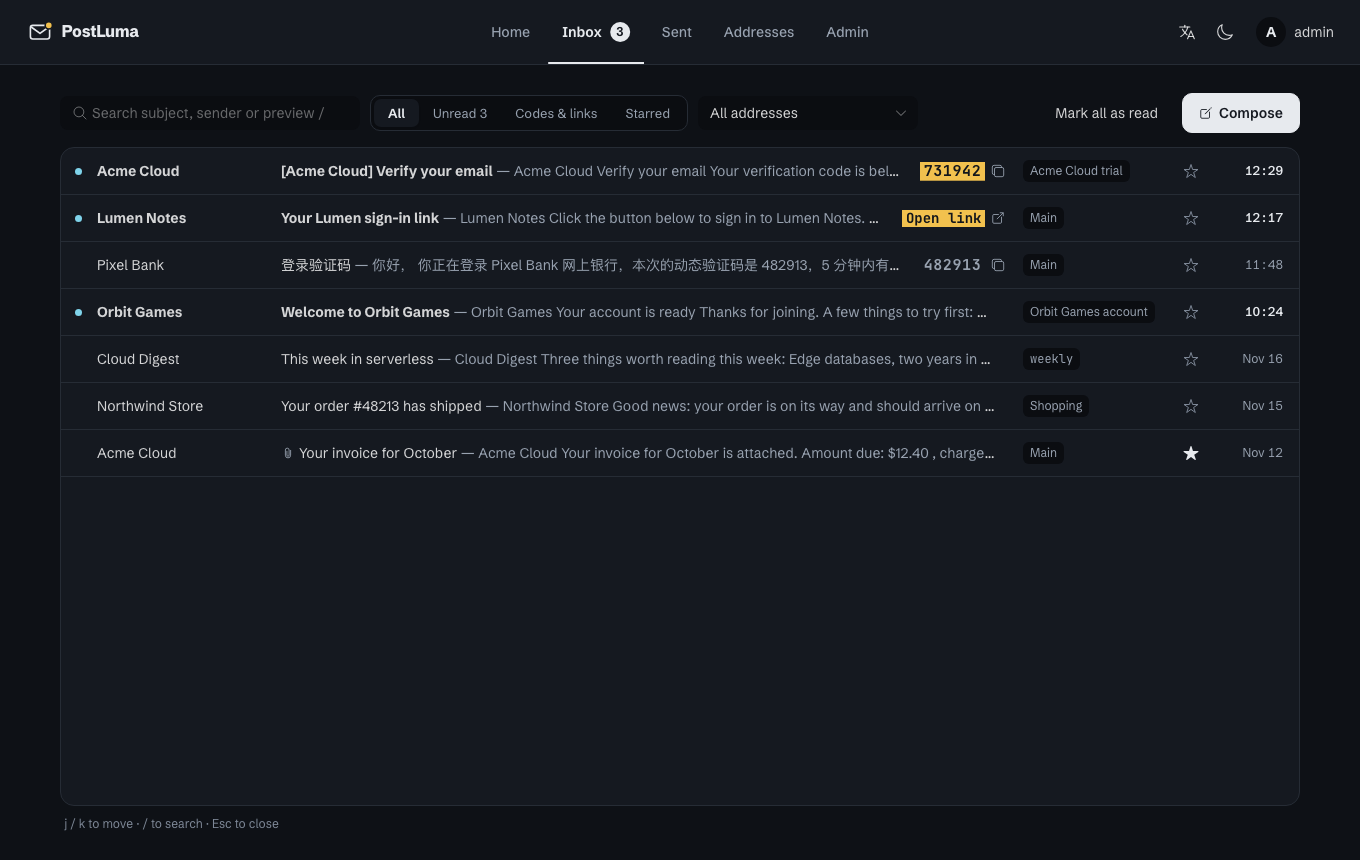 PostLuma Home Inbox 3 Sent Addresses Admin A admin
Search subject, sender or preview / All Unread 3 Codes & links Starred All addresses Mark all as read Compose
Acme Cloud [Acme Cloud] Verify your email — Acme Cloud Verify your email Your verification code is bel... 731942 Acme Cloud trial 12:29
Lumen Notes Your Lumen sign-in link — Lumen Notes Click the button below to sign in to Lumen Notes. ... Open link Main 12:17
Pixel Bank 登录验证码 — 你好， 你正在登录 Pixel Bank 网上银行，本次的动态验证码是 482913，5 分钟内有... 482913 Main 11:48
Orbit Games Welcome to Orbit Games — Orbit Games Your account is ready Thanks for joining. A few things to try first: ... Orbit Games account 10:24
Cloud Digest This week in serverless — Cloud Digest Three things worth reading this week: Edge databases, two years in ... weekly Nov 16
Northwind Store Your order #48213 has shipped — Northwind Store Good news: your order is on its way and should arrive on ... Shopping Nov 15
Acme Cloud Your invoice for October — Acme Cloud Your invoice for October is attached. Amount due: $12.40 , charge... Main Nov 12
j / k to move · / to search · Esc to close